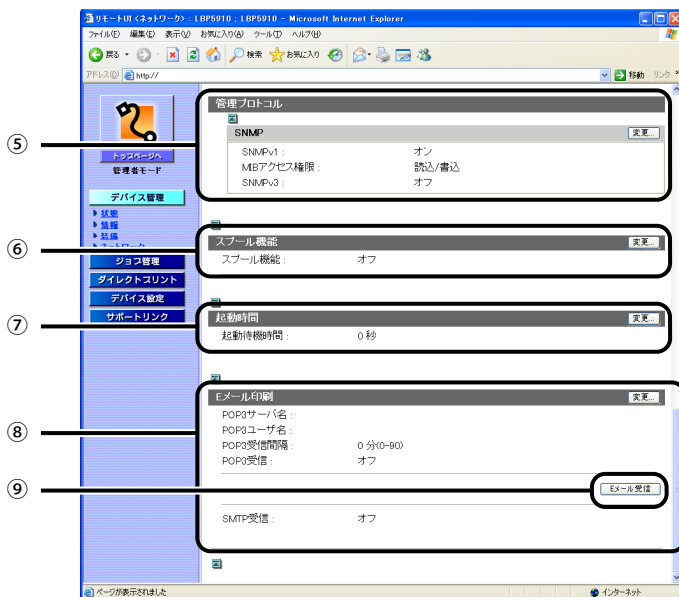 リモートUI <ネットワーク> : LBP5910 ; LBP5910 - Microsoft Internet Explorer
ファイル(F) 編集(E) 表示(V) お気に入り(A) ツール(T) ヘルプ(H)
戻る 検索 お気に入り
アドレス(D) http:// 移動 リンク »
トップページへ
管理者モード
デバイス管理
状態
情報
装備
ネットワーク
ジョブ管理
ダイレクトプリント
デバイス設定
サポートリンク
⑤
管理プロトコル
SNMP 変更...
SNMPv1 : オン
MIBアクセス権限 : 読込/書込
SNMPv3 : オフ
⑥
スプール機能 変更...
スプール機能 : オフ
⑦
起動時間 変更...
起動待機時間 : 0 秒
⑧
Eメール印刷 変更...
POP3サーバ名 :
POP3ユーザ名 :
POP3受信間隔 : 0 分(0-90)
POP3受信 : オフ
⑨
Eメール受信
SMTP受信 : オフ
ページが表示されました インターネット